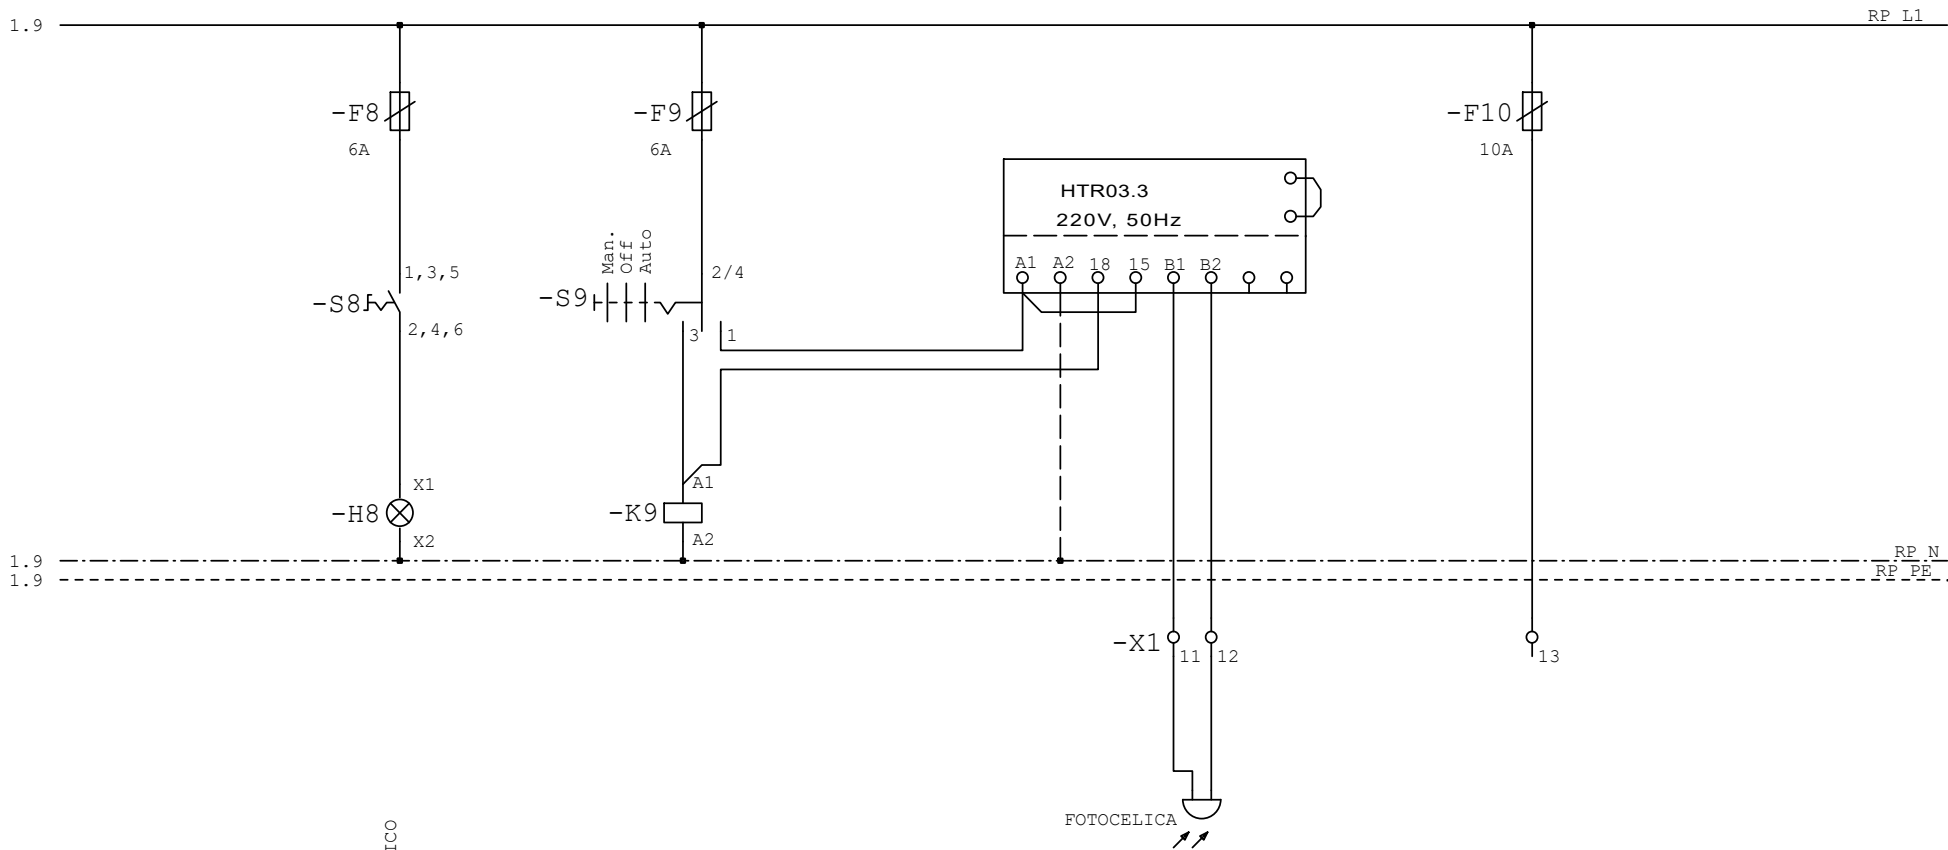 1.9
RP L1
-F8
6A
-F9
6A
-F10
10A
HTR03.3
220V, 50Hz
A1 A2 18 15 B1 B2
Man.
Off
Auto
1,3,5
-S8
2,4,6
2/4
-S9
3
1
X1
-H8
X2
A1
-K9
A2
1.9
RP N
1.9
RP PE
-X1
11
12
13
FOTOCELICA
ICO